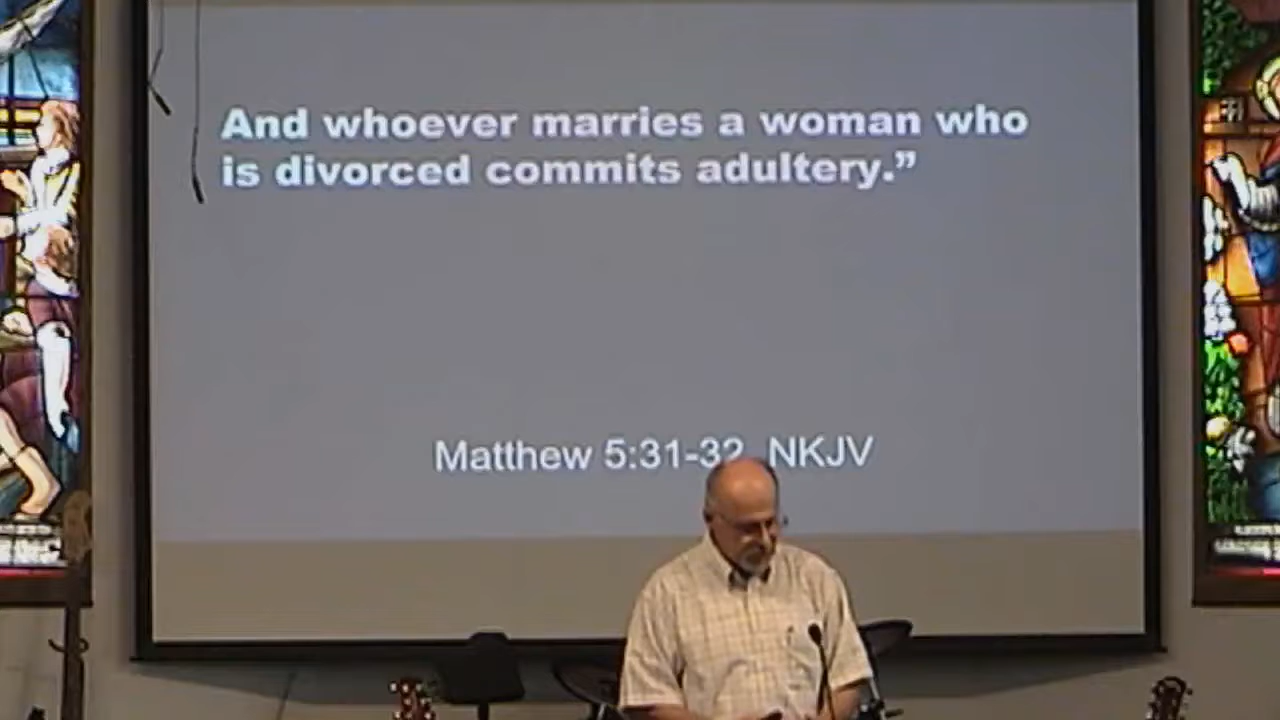 And whoever marries a woman who
is divorced commits adultery.”
Matthew 5:31-32 NKJV